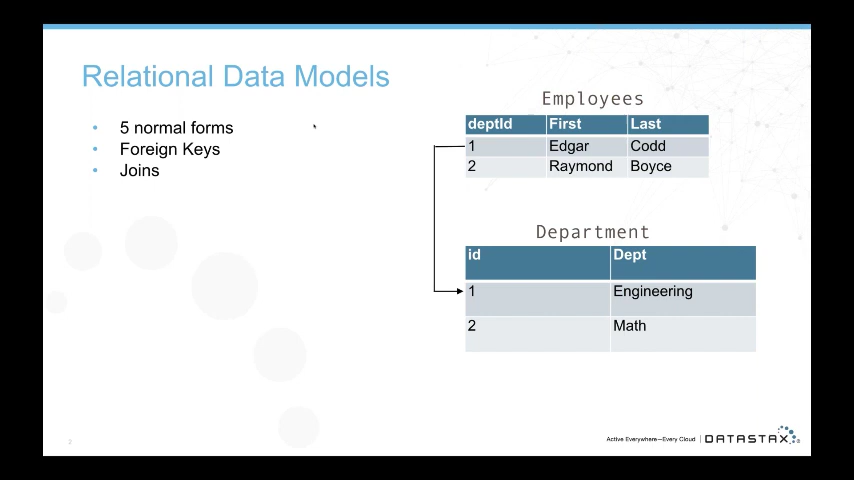 Relational Data Models
5 normal forms
Foreign Keys
Joins
Employees
deptId First Last
1 Edgar Codd
2 Raymond Boyce
Department
id Dept
1 Engineering
2 Math
2
Active Everywhere—Every Cloud | DATASTAX